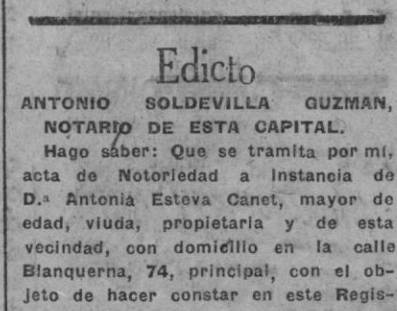 Edicto
ANTONIO SOLDEVILLA GUZMAN,
NOTARIO DE ESTA CAPITAL.
Hago saber: Que se tramita por mí,
acta de Notoriedad a instancia de
D.ª Antonia Esteva Canet, mayor de
edad, viuda, propietaria y de esta
vecindad, con domicilio en la calle
Blanquerna, 74, principal, con el ob-
jeto de hacer constar en este Regis-